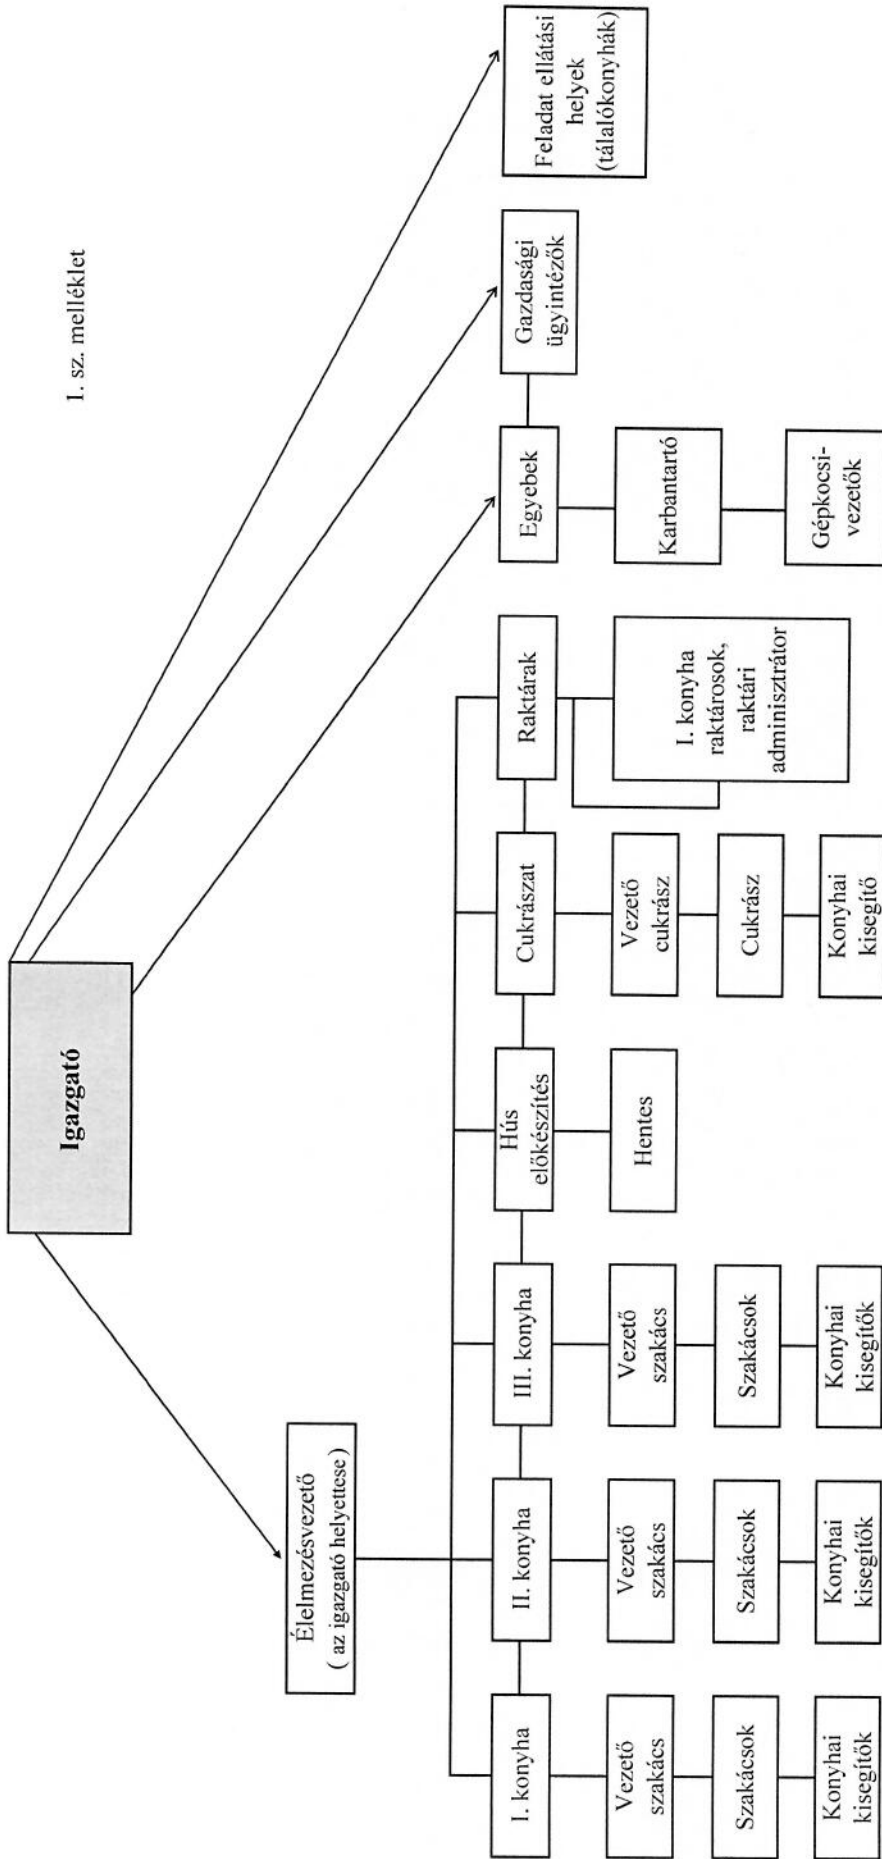 1. sz. melléklet
Igazgató
Élelmezésvezető
( az igazgató helyettese )
I. konyha
II. konyha
III. konyha
Hús
előkészítés
Cukrászat
Raktárak
Egyebek
Gazdasági
ügyintézők
Feladat ellátási
helyek
(tálalókonyhák)
Vezető
szakács
Vezető
szakács
Vezető
szakács
Hentes
Vezető
cukrász
I. konyha
raktárosok,
raktári
adminisztrátor
Karbantartó
Szakácsok
Szakácsok
Szakácsok
Cukrász
Gépkocsi-
vezetők
Konyhai
kisegítők
Konyhai
kisegítők
Konyhai
kisegítők
Konyhai
kisegítő